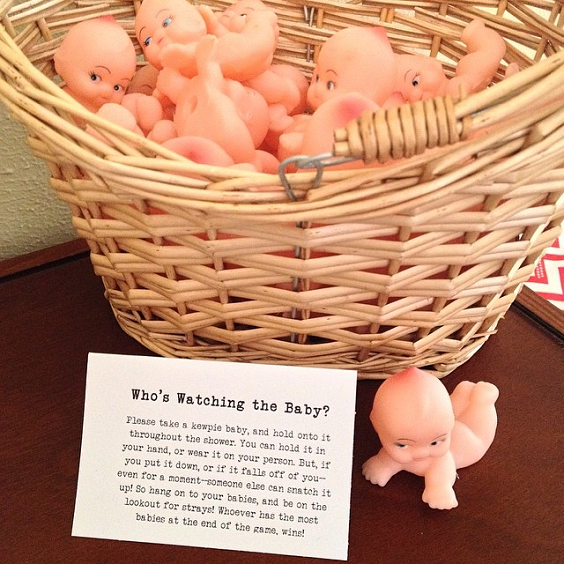 Who's Watching the Baby?
Please take a kewpie baby, and hold onto it
throughout the shower. You can hold it in
your hand, or wear it on your person. But, if
you put it down, or if it falls off of you—
even for a moment—someone else can snatch it
up! So hang on to your babies, and be on the
lookout for strays! Whoever has the most
babies at the end of the game, wins!